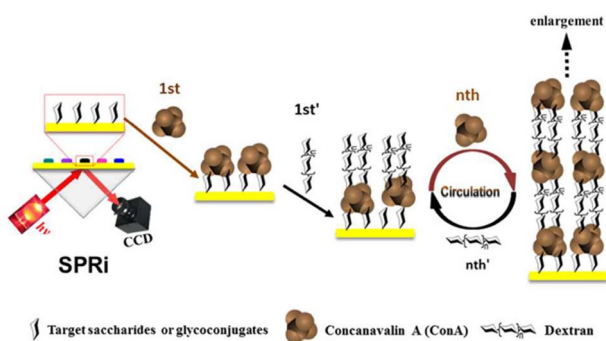 enlargement
1st
1st'
nth
Circulation
n
nth'
hν
CCD
SPRi
Target saccharides or glycoconjugates
Concanavalin A (ConA)
n
Dextran